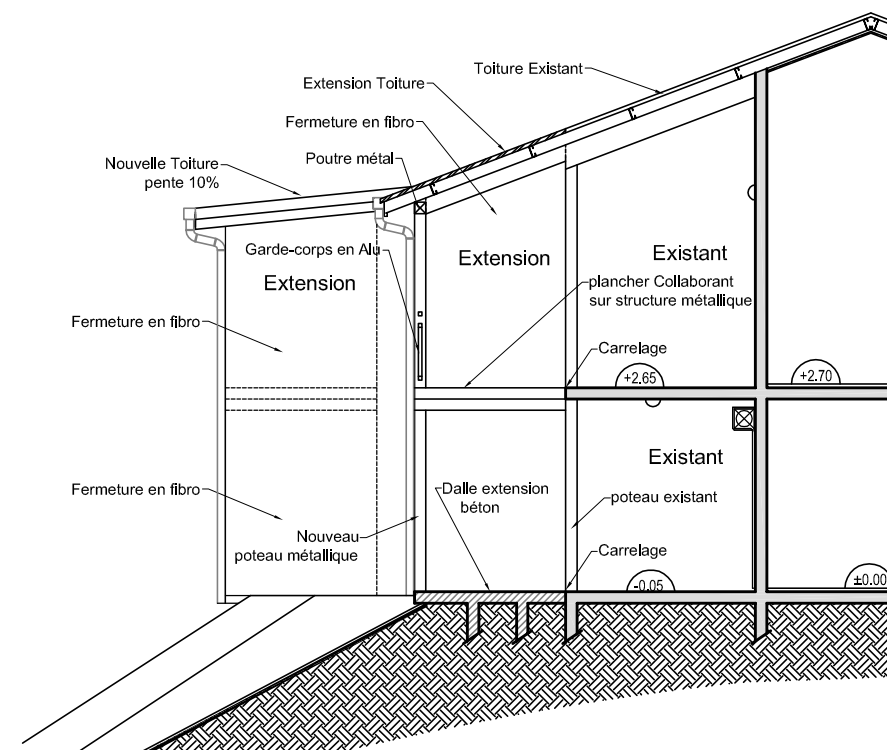 Toiture Existant
Extension Toiture
Fermeture en fibro
Poutre métal
Nouvelle Toiture
pente 10%
Garde-corps en Alu
Extension
Extension
Existant
plancher Collaborant
sur structure métallique
Fermeture en fibro
Carrelage
+2.65
+2.70
Existant
Fermeture en fibro
Dalle extension
béton
poteau existant
Nouveau
poteau métallique
Carrelage
-0.05
±0.00